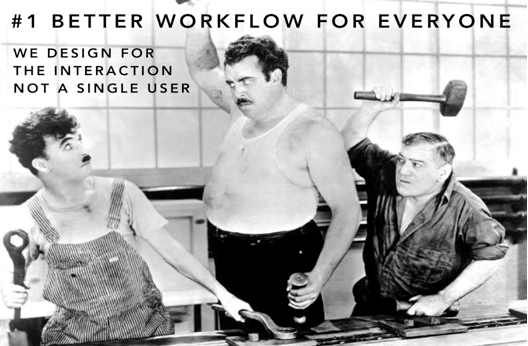 #1 BETTER WORKFLOW FOR EVERYONE
WE DESIGN FOR
THE INTERACTION
NOT A SINGLE USER